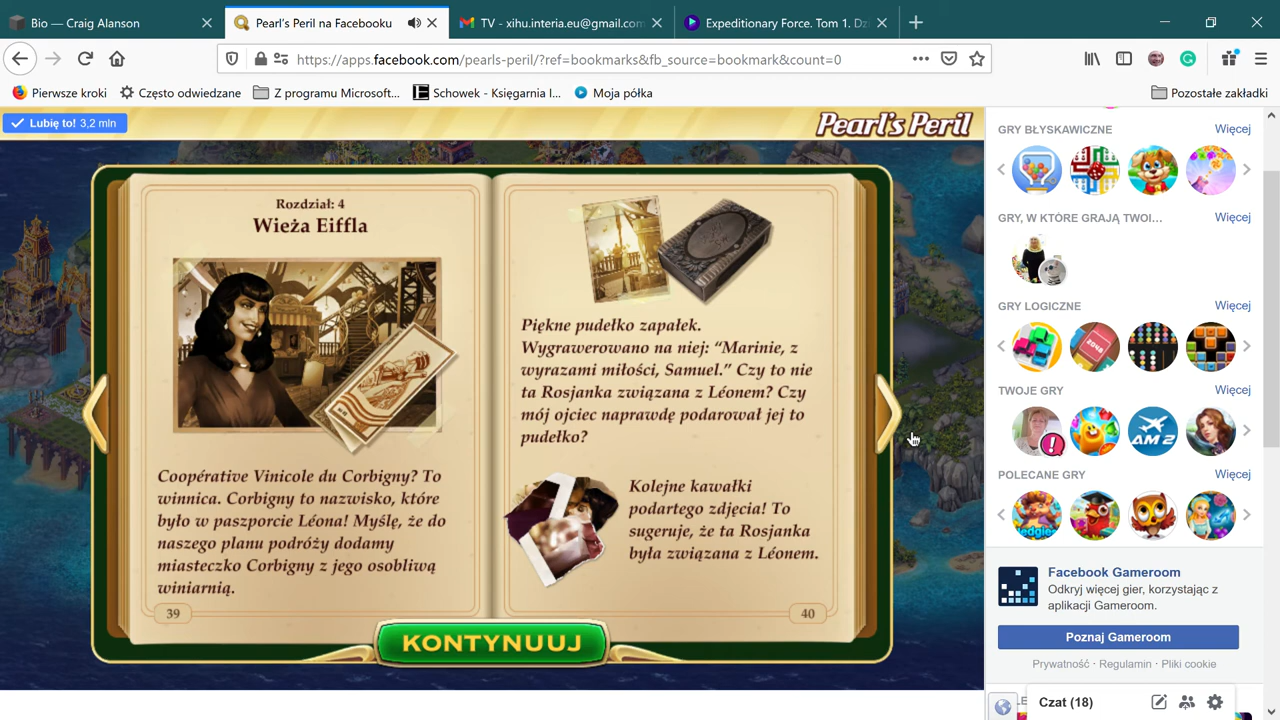 Bio — Craig Alanson
Pearl's Peril na Facebooku
TV - xihu.interia.eu@gmail.com
Expeditionary Force. Tom 1. Dz
https://apps.facebook.com/pearls-peril/?ref=bookmarks&fb_source=bookmark&count=0
Pierwsze kroki
Często odwiedzane
Z programu Microsoft...
Schowek - Księgarnia I...
Moja półka
Pozostałe zakładki
Lubię to! 3,2 mln
Pearl's Peril
Rozdział: 4
Wieża Eiffla
Coopérative Vinicole du Corbigny? To
winnica. Corbigny to nazwisko, które
było w paszporcie Léona! Myślę, że do
naszego planu podróży dodamy
miasteczko Corbigny z jego osobliwą
winiarnią.
39
Piękne pudełko zapałek.
Wygrawerowano na niej: “Marinie, z
wyrazami miłości, Samuel.” Czy to nie
ta Rosjanka związana z Léonem? Czy
mój ojciec naprawdę podarował jej to
pudełko?
Kolejne kawałki
podartego zdjęcia! To
sugeruje, że ta Rosjanka
była związana z Léonem.
40
KONTYNUUJ
GRY BŁYSKAWICZNE
Więcej
GRY, W KTÓRE GRAJĄ TWOI...
Więcej
GRY LOGICZNE
Więcej
2048
TWOJE GRY
Więcej
AM 2
POLECANE GRY
Więcej
Facebook Gameroom
Odkryj więcej gier, korzystając z
aplikacji Gameroom.
Poznaj Gameroom
Prywatność · Regulamin · Pliki cookie
Czat (18)